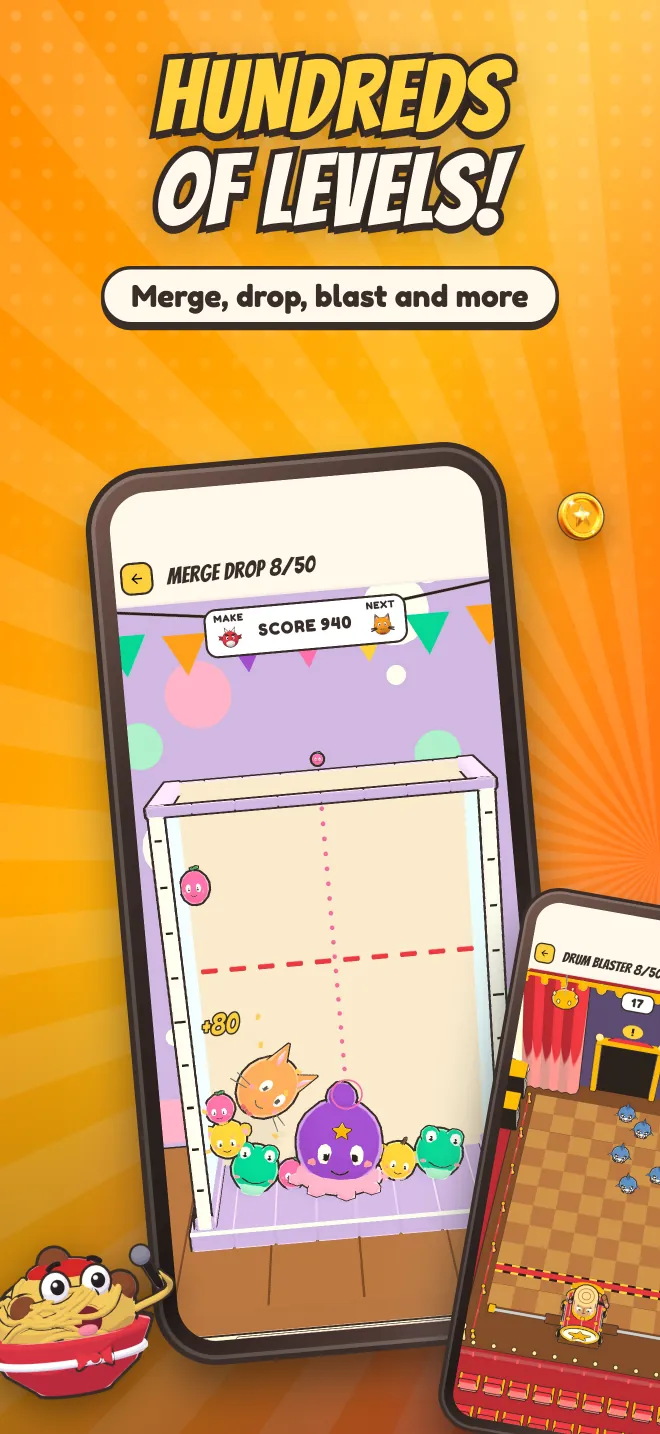 HUNDREDS
OF LEVELS!
Merge, drop, blast and more
MERGE DROP 8/50
MAKE
SCORE 940
NEXT
+80
DRUM BLASTER 8/50
17
!